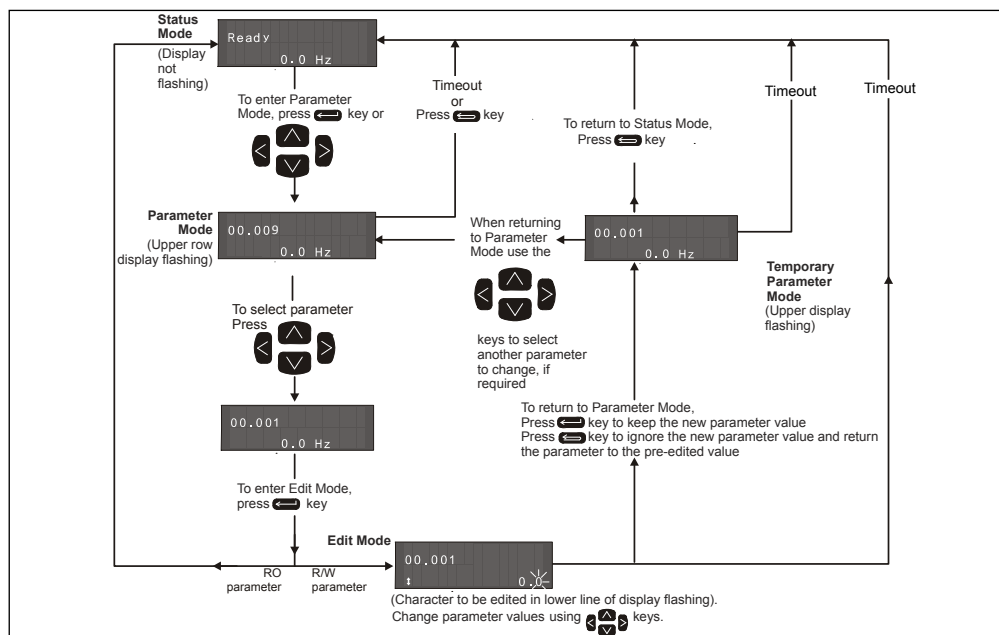 Status
Mode
(Display
not
flashing)
Ready
0.0 Hz
To enter Parameter
Mode, press key or
Timeout
or
Press key
To return to Status Mode,
Press key .
Timeout
Timeout
Parameter
Mode
(Upper row
display flashing)
00.009
0.0 Hz
When returning
to Parameter
Mode use the
keys to select
another parameter
to change, if
required
00.001
0.0 Hz
Temporary
Parameter
Mode
(Upper display
flashing)
To select parameter
Press
00.001
0.0 Hz
To return to Parameter Mode,
Press key to keep the new parameter value
Press key to ignore the new parameter value and return
the parameter to the pre-edited value
To enter Edit Mode,
press key
RO
parameter
R/W
parameter
Edit Mode
00.001
0.0
(Character to be edited in lower line of display flashing).
Change parameter values using keys.